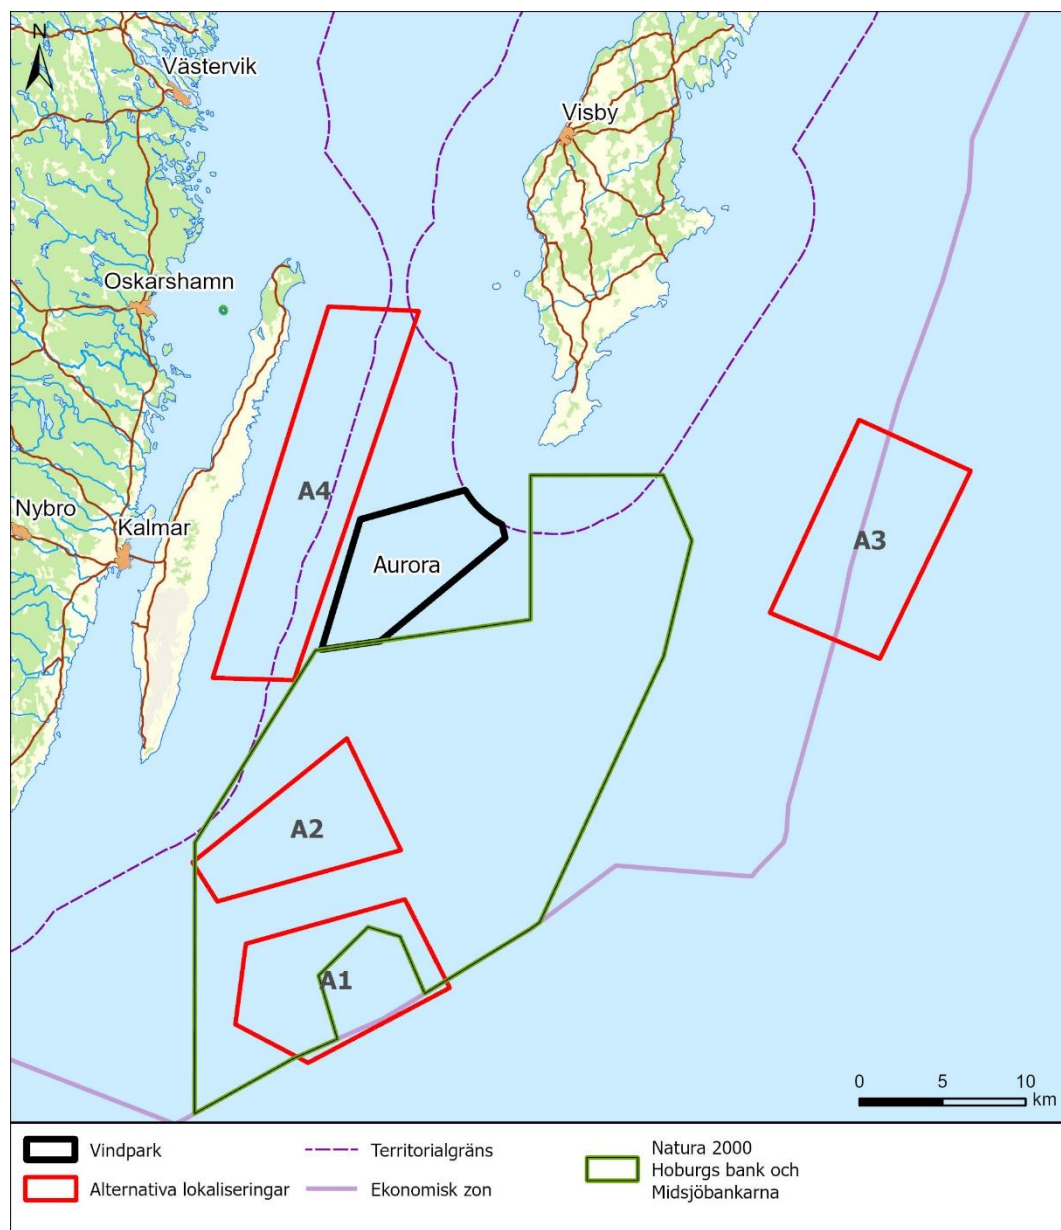 N
Västervik
Visby
Oskarshamn
A4
Nybro
Kalmar
Aurora
A3
A2
A1
0 5 10
km
Vindpark
Territorialgräns
Natura 2000
Hoburgs bank och
Midsjöbankarna
Alternativa lokaliseringar
Ekonomisk zon